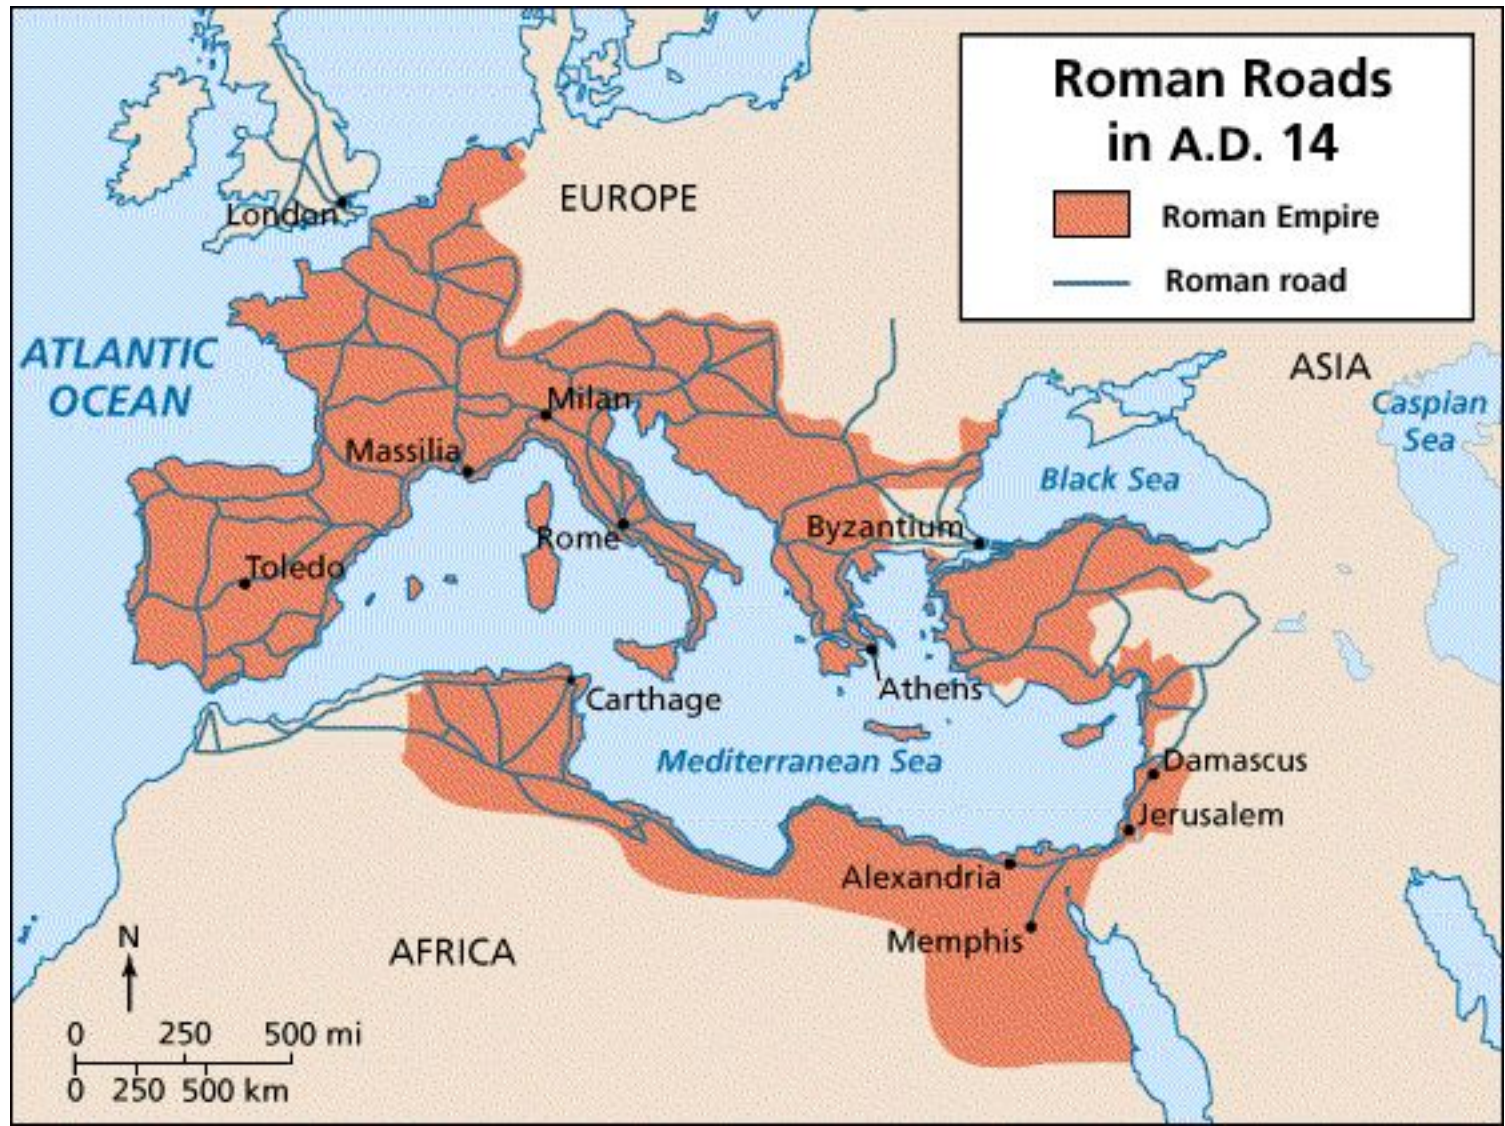 Roman Roads
in A.D. 14
Roman Empire
Roman road
EUROPE
London
ATLANTIC
OCEAN
ASIA
Caspian
Sea
Milan
Massilia
Black Sea
Byzantium
Rome
Toledo
Athens
Carthage
Mediterranean Sea
Damascus
Jerusalem
Alexandria
Memphis
AFRICA
N
0 250 500 mi
0 250 500 km